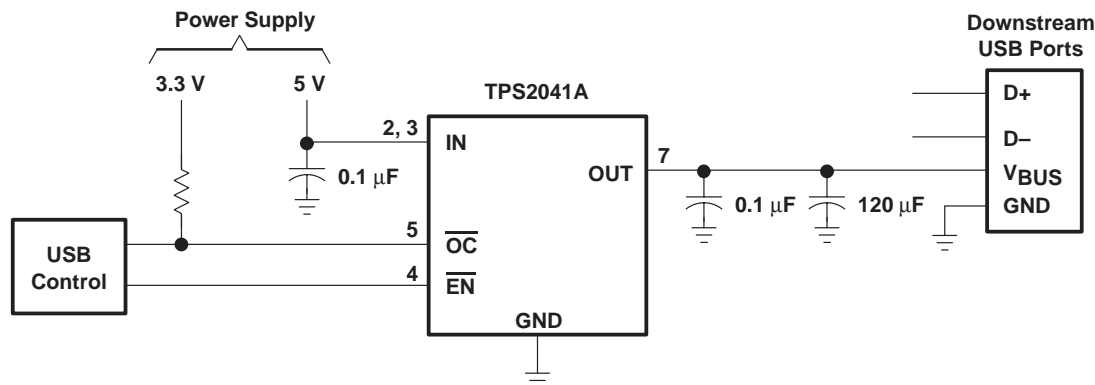 Power Supply
3.3 V
5 V
Downstream
USB Ports
TPS2041A
D+
D–
VBUS
GND
2, 3
IN
0.1 µF
OUT
7
0.1 µF
120 µF
USB
Control
5
OC
4
EN
GND